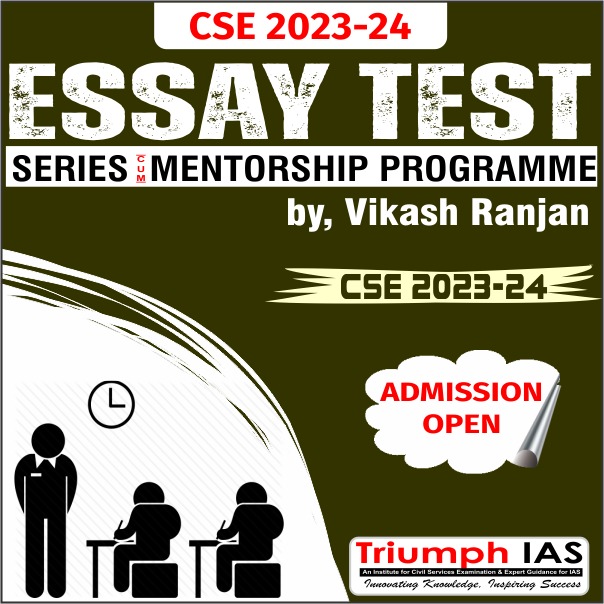 CSE 2023-24
ESSAY TEST
SERIES CUM MENTORSHIP PROGRAMME
by, Vikash Ranjan
CSE 2023-24
ADMISSION
OPEN
Triumph IAS
An Institute for Civil Services Examination & Expert Guidance for IAS
Innovating Knowledge, Inspiring Success